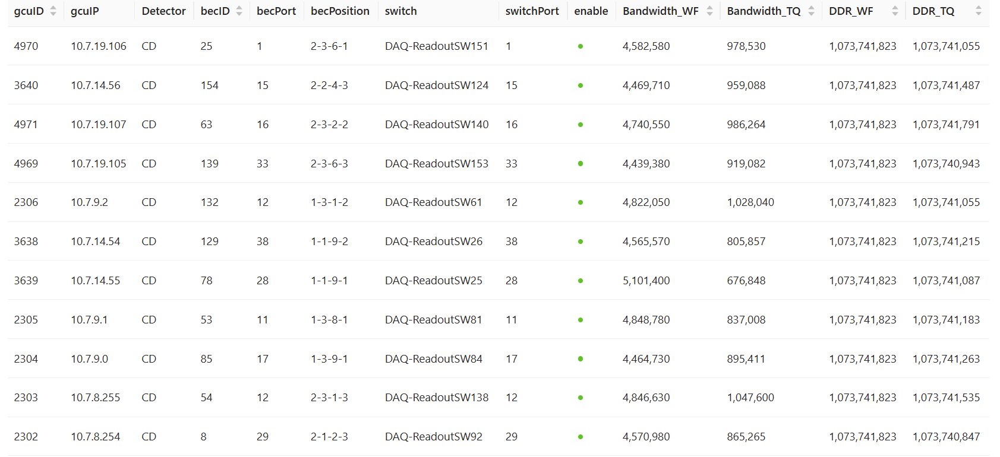 gcuID gcuIP Detector becID becPort becPosition switch switchPort enable Bandwidth_WF Bandwidth_TQ DDR_WF DDR_TQ
4970 10.7.19.106 CD 25 1 2-3-6-1 DAQ-ReadoutSW151 1 4,582,580 978,530 1,073,741,823 1,073,741,055
3640 10.7.14.56 CD 154 15 2-2-4-3 DAQ-ReadoutSW124 15 4,469,710 959,088 1,073,741,823 1,073,741,487
4971 10.7.19.107 CD 63 16 2-3-2-2 DAQ-ReadoutSW140 16 4,740,550 986,264 1,073,741,823 1,073,741,791
4969 10.7.19.105 CD 139 33 2-3-6-3 DAQ-ReadoutSW153 33 4,439,380 919,082 1,073,741,823 1,073,740,943
2306 10.7.9.2 CD 132 12 1-3-1-2 DAQ-ReadoutSW61 12 4,822,050 1,028,040 1,073,741,823 1,073,741,055
3638 10.7.14.54 CD 129 38 1-1-9-2 DAQ-ReadoutSW26 38 4,565,570 805,857 1,073,741,823 1,073,741,215
3639 10.7.14.55 CD 78 28 1-1-9-1 DAQ-ReadoutSW25 28 5,101,400 676,848 1,073,741,823 1,073,741,087
2305 10.7.9.1 CD 53 11 1-3-8-1 DAQ-ReadoutSW81 11 4,848,780 837,008 1,073,741,823 1,073,741,183
2304 10.7.9.0 CD 85 17 1-3-9-1 DAQ-ReadoutSW84 17 4,464,730 895,411 1,073,741,823 1,073,741,263
2303 10.7.8.255 CD 54 12 2-3-1-3 DAQ-ReadoutSW138 12 4,846,630 1,047,600 1,073,741,823 1,073,741,535
2302 10.7.8.254 CD 8 29 2-1-2-3 DAQ-ReadoutSW92 29 4,570,980 865,265 1,073,741,823 1,073,740,847